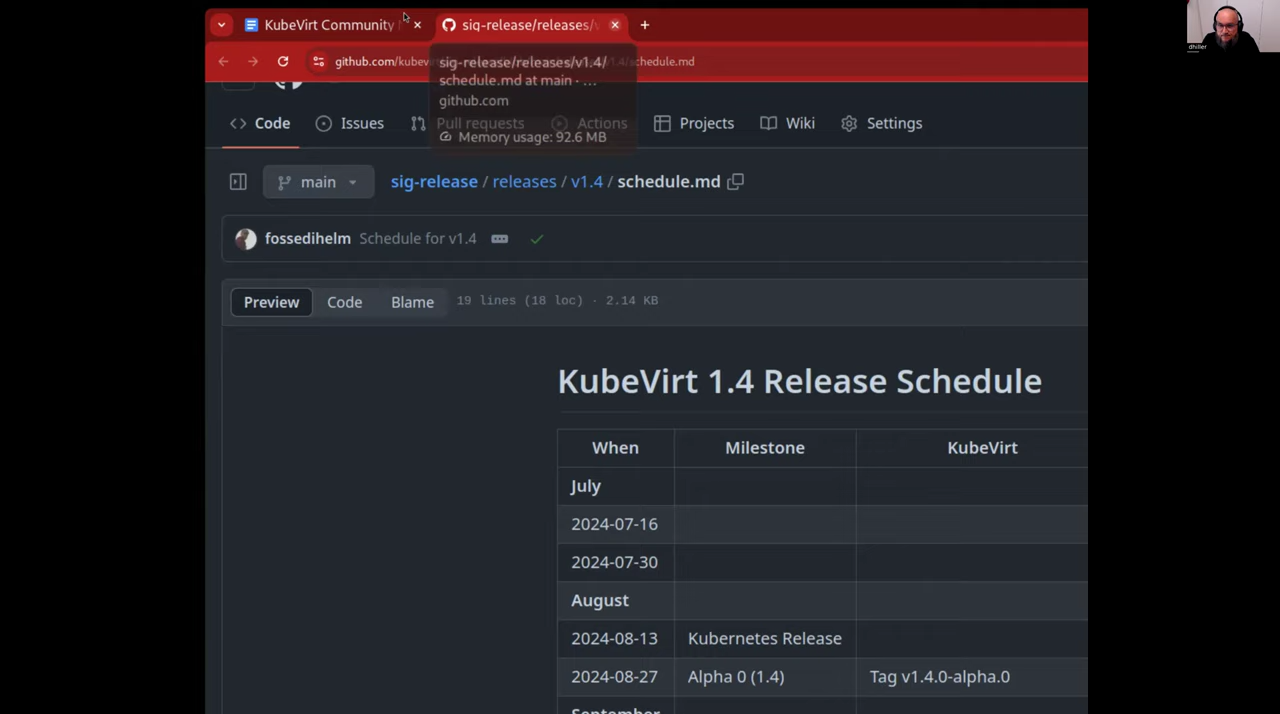 KubeVirt Community
sig-release/releases/v
github.com/kubev
schedule.md
sig-release/releases/v1.4/
schedule.md at main · …
github.com
Memory usage: 92.6 MB
Code
Issues
Pull requests
Actions
Projects
Wiki
Settings
main
sig-release / releases / v1.4 / schedule.md
fossedihelm Schedule for v1.4
Preview
Code
Blame
19 lines (18 loc) · 2.14 KB
KubeVirt 1.4 Release Schedule
When Milestone KubeVirt
July
2024-07-16
2024-07-30
August
2024-08-13 Kubernetes Release
2024-08-27 Alpha 0 (1.4) Tag v1.4.0-alpha.0
September
dhiller